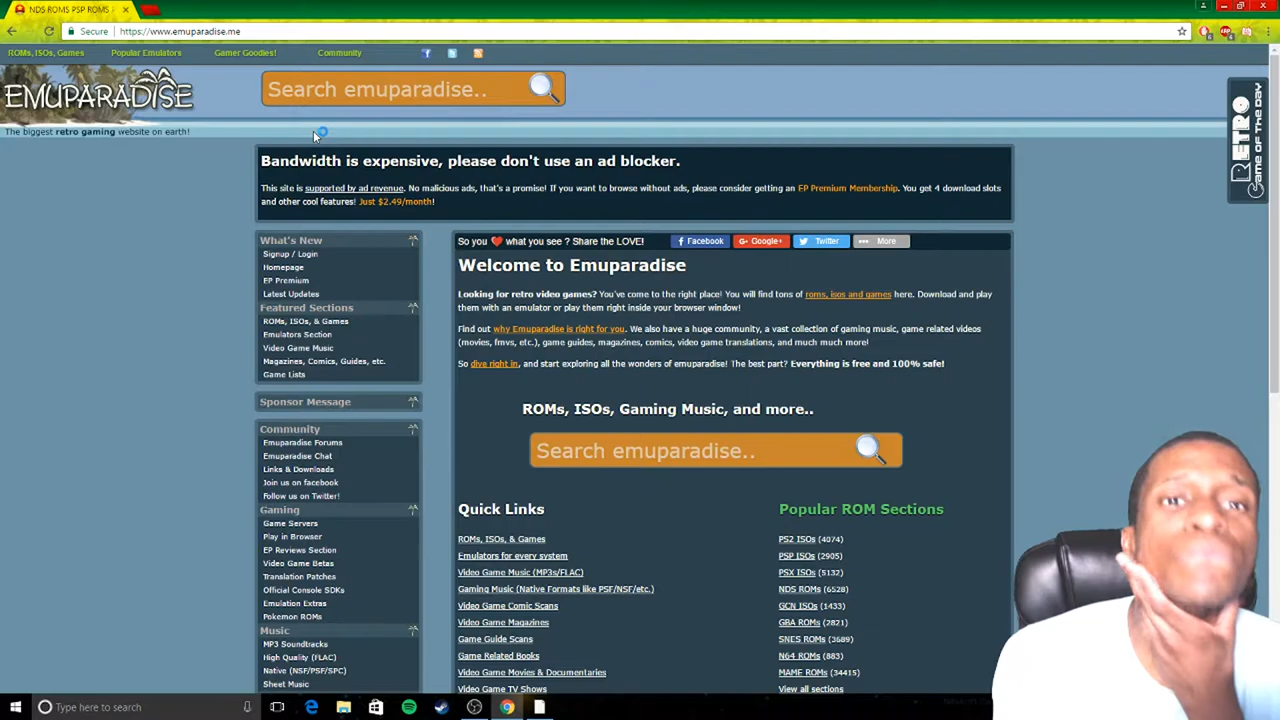 NDS ROMS PSP ROMS
Secure
https://www.emuparadise.me
ROMs, ISOs, Games
Popular Emulators
Gamer Goodies!
Community
EMUPARADISE
Search emuparadise..
The biggest retro gaming website on earth!
RETRO
GAME OF THE DAY
Bandwidth is expensive, please don't use an ad blocker.
This site is supported by ad revenue. No malicious ads, that's a promise! If you want to browse without ads, please consider getting an EP Premium Membership. You get 4 download slots
and other cool features! Just $2.49/month!
What's New
Signup / Login
Homepage
EP Premium
Latest Updates
Featured Sections
ROMs, ISOs, & Games
Emulators Section
Video Game Music
Magazines, Comics, Guides, etc.
Game Lists
Sponsor Message
Community
Emuparadise Forums
Emuparadise Chat
Links & Downloads
Join us on facebook
Follow us on Twitter!
Gaming
Game Servers
Play in Browser
EP Reviews Section
Video Game Betas
Translation Patches
Official Console SDKs
Emulation Extras
Pokemon ROMs
Music
MP3 Soundtracks
High Quality (FLAC)
Native (NSF/PSF/SPC)
Sheet Music
So you ❤ what you see ? Share the LOVE!
Facebook
Google+
Twitter
More
Welcome to Emuparadise
Looking for retro video games? You've come to the right place! You will find tons of roms, isos and games here. Download and play
them with an emulator or play them right inside your browser window!
Find out why Emuparadise is right for you. We also have a huge community, a vast collection of gaming music, game related videos
(movies, fmvs, etc.), game guides, magazines, comics, video game translations, and much much more!
So dive right in, and start exploring all the wonders of emuparadise! The best part? Everything is free and 100% safe!
ROMs, ISOs, Gaming Music, and more..
Search emuparadise..
Quick Links
ROMs, ISOs, & Games
Emulators for every system
Video Game Music (MP3s/FLAC)
Gaming Music (Native Formats like PSF/NSF/etc.)
Video Game Comic Scans
Video Game Magazines
Game Guide Scans
Game Related Books
Video Game Movies & Documentaries
Video Game TV Shows
Popular ROM Sections
PS2 ISOs (4074)
PSP ISOs (2905)
PSX ISOs (5132)
NDS ROMs (6528)
GCN ISOs (1433)
GBA ROMs (2821)
SNES ROMs (3689)
N64 ROMs (883)
MAME ROMs (34415)
View all sections
Type here to search